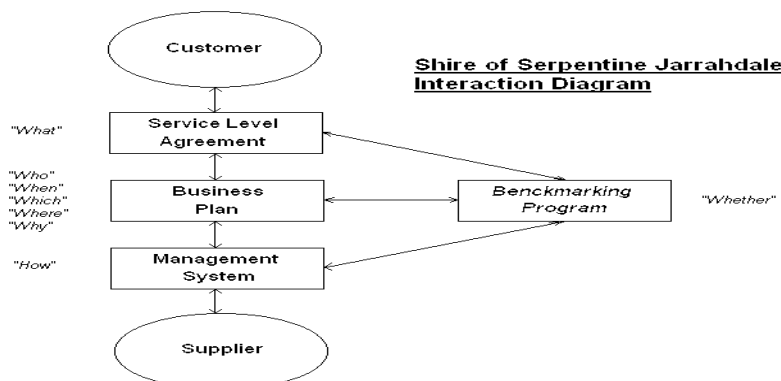 Customer
Shire of Serpentine Jarrahdale
Interaction Diagram
"What"
Service Level
Agreement
"Who"
"When"
"Which"
"Where"
"Why"
Business
Plan
Benckmarking
Program
"Whether"
"How"
Management
System
Supplier